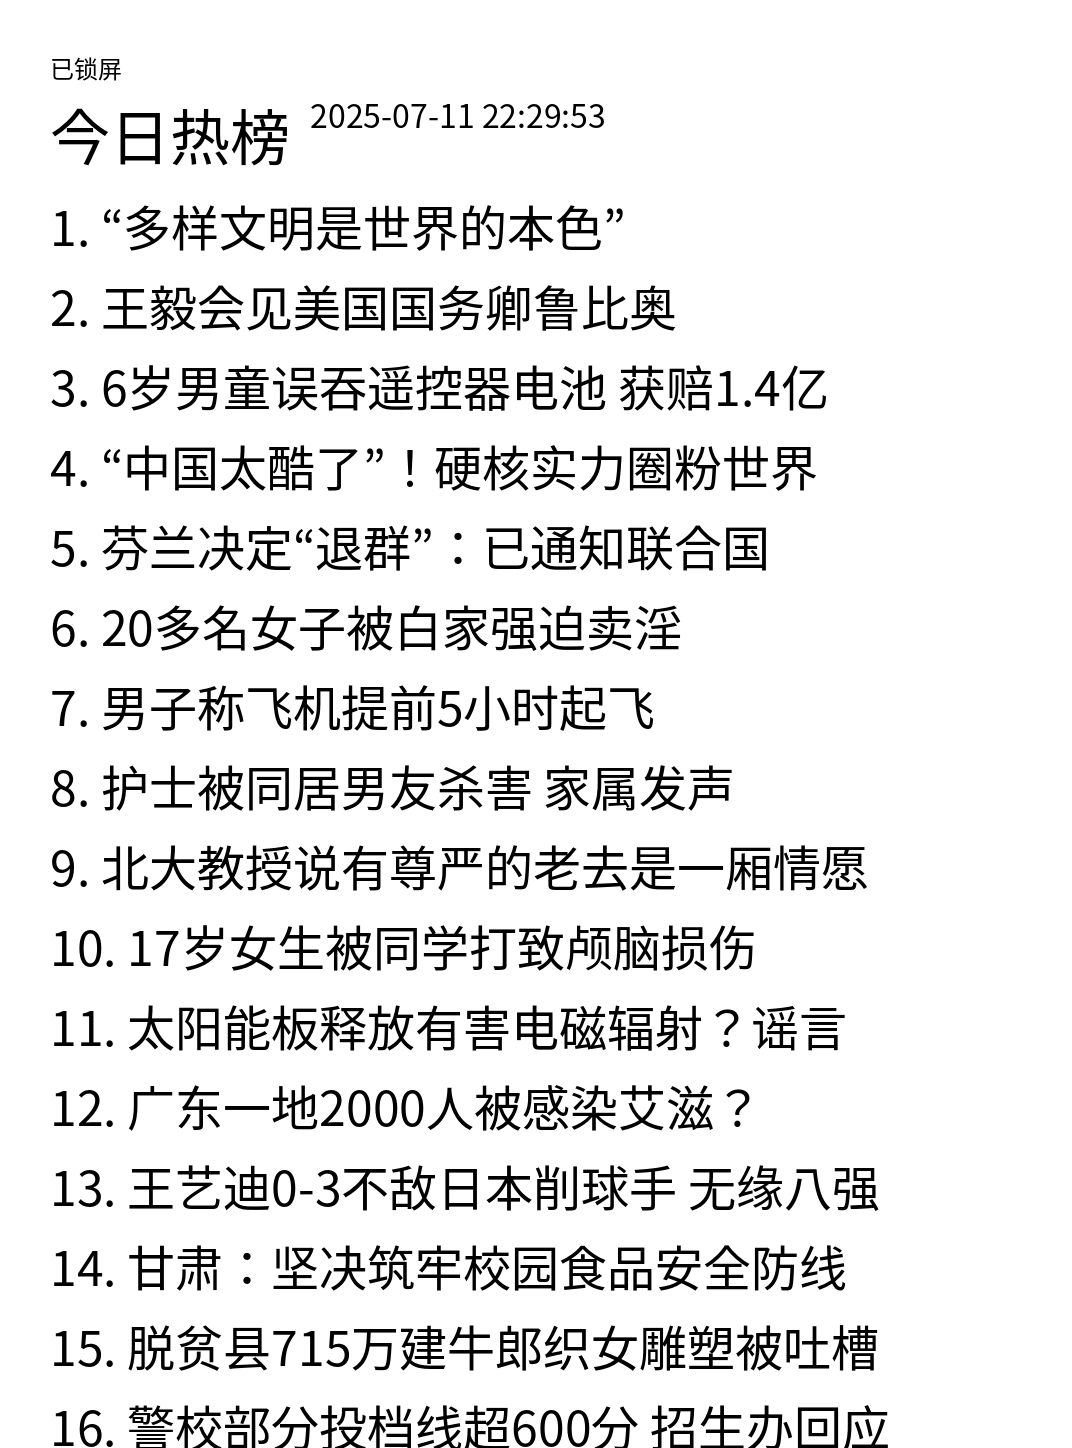 已锁屏
今日热榜 2025-07-11 22:29:53
1. “多样文明是世界的本色”
2. 王毅会见美国国务卿鲁比奥
3. 6岁男童误吞遥控器电池 获赔1.4亿
4. “中国太酷了”！硬核实力圈粉世界
5. 芬兰决定“退群”：已通知联合国
6. 20多名女子被白家强迫卖淫
7. 男子称飞机提前5小时起飞
8. 护士被同居男友杀害 家属发声
9. 北大教授说有尊严的老去是一厢情愿
10. 17岁女生被同学打致颅脑损伤
11. 太阳能板释放有害电磁辐射？谣言
12. 广东一地2000人被感染艾滋？
13. 王艺迪0-3不敌日本削球手 无缘八强
14. 甘肃：坚决筑牢校园食品安全防线
15. 脱贫县715万建牛郎织女雕塑被吐槽
16. 警校部分投档线超600分 招生办回应